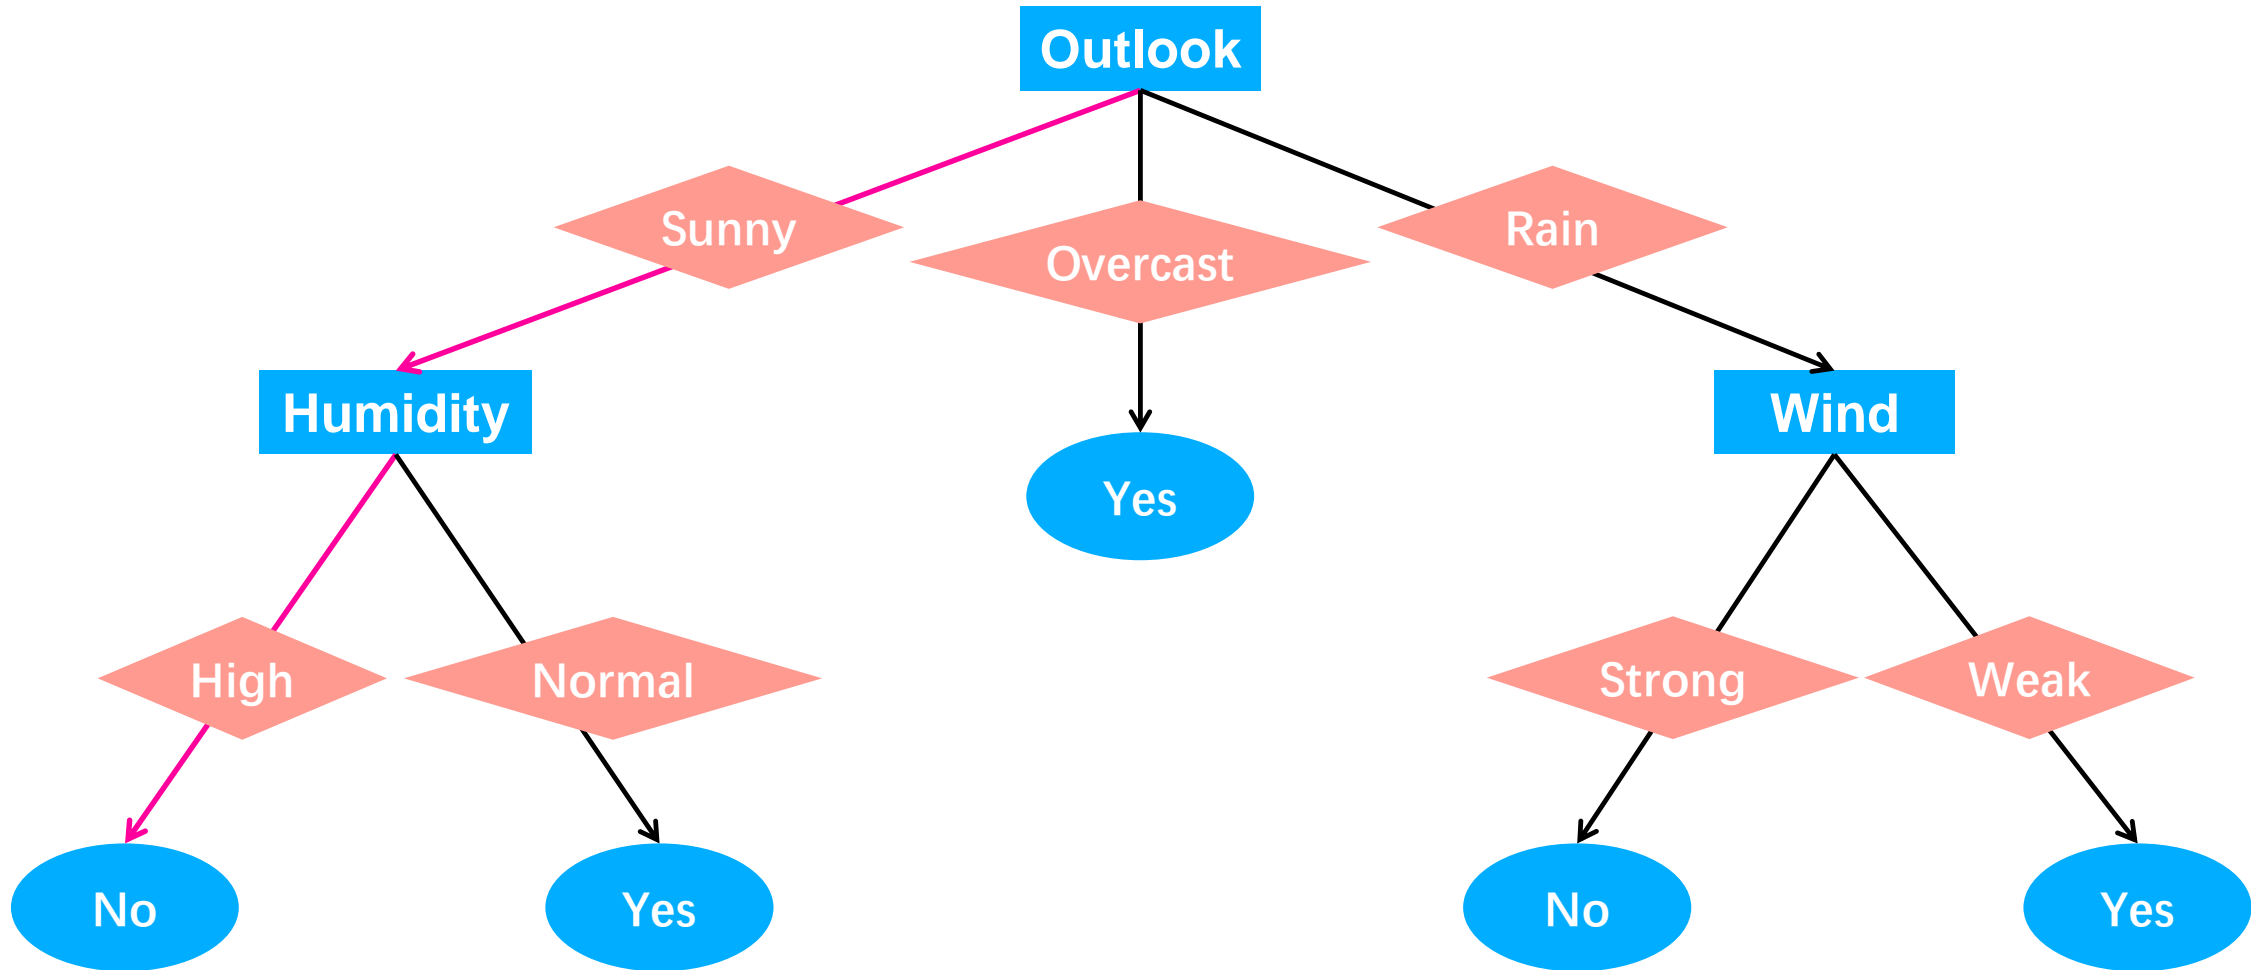 Outlook
Sunny
Overcast
Rain
Humidity
Wind
Yes
High
Normal
Strong
Weak
No
Yes
No
Yes